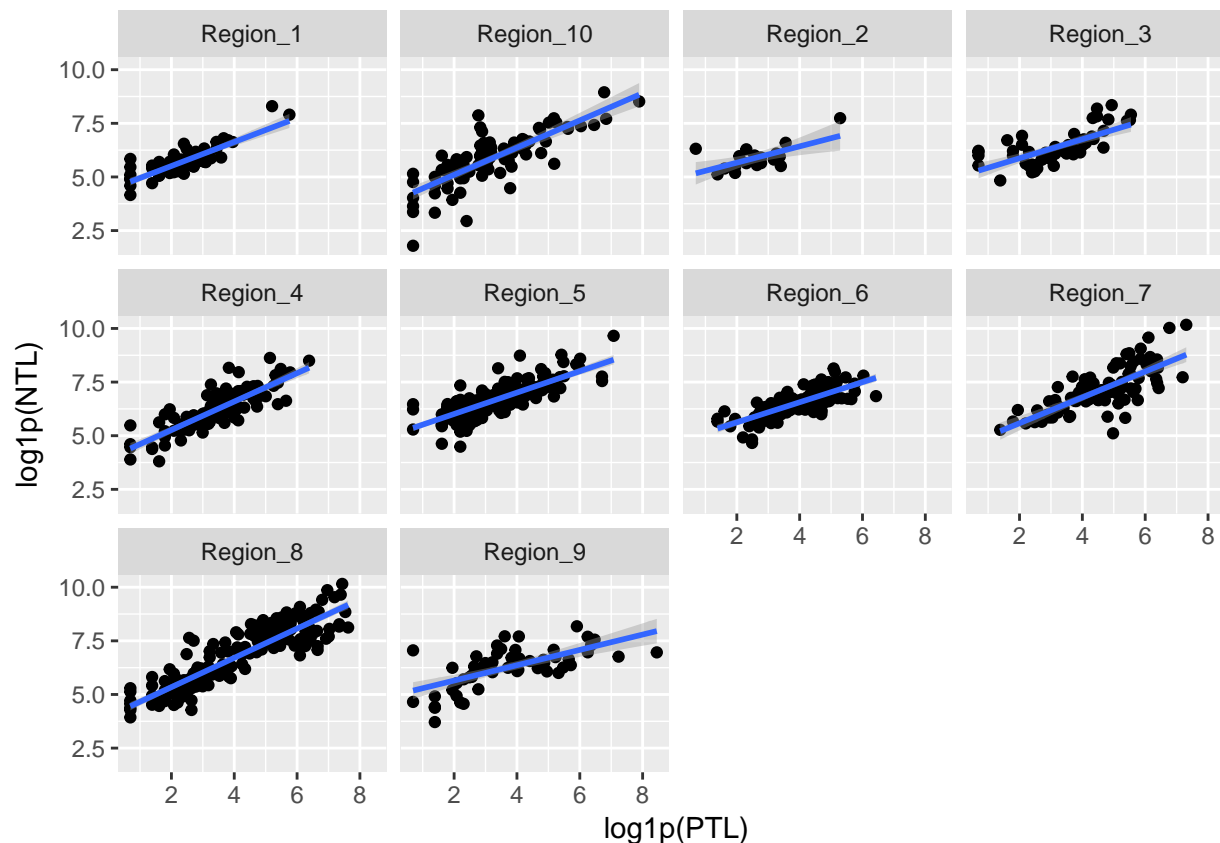 Region_1 Region_10 Region_2 Region_3
10.0
7.5
5.0
2.5
Region_4 Region_5 Region_6 Region_7
10.0
7.5
5.0
2.5
2 4 6 8 2 4 6 8
Region_8 Region_9
10.0
7.5
5.0
2.5
2 4 6 8 2 4 6 8
log1p(PTL)
log1p(NTL)